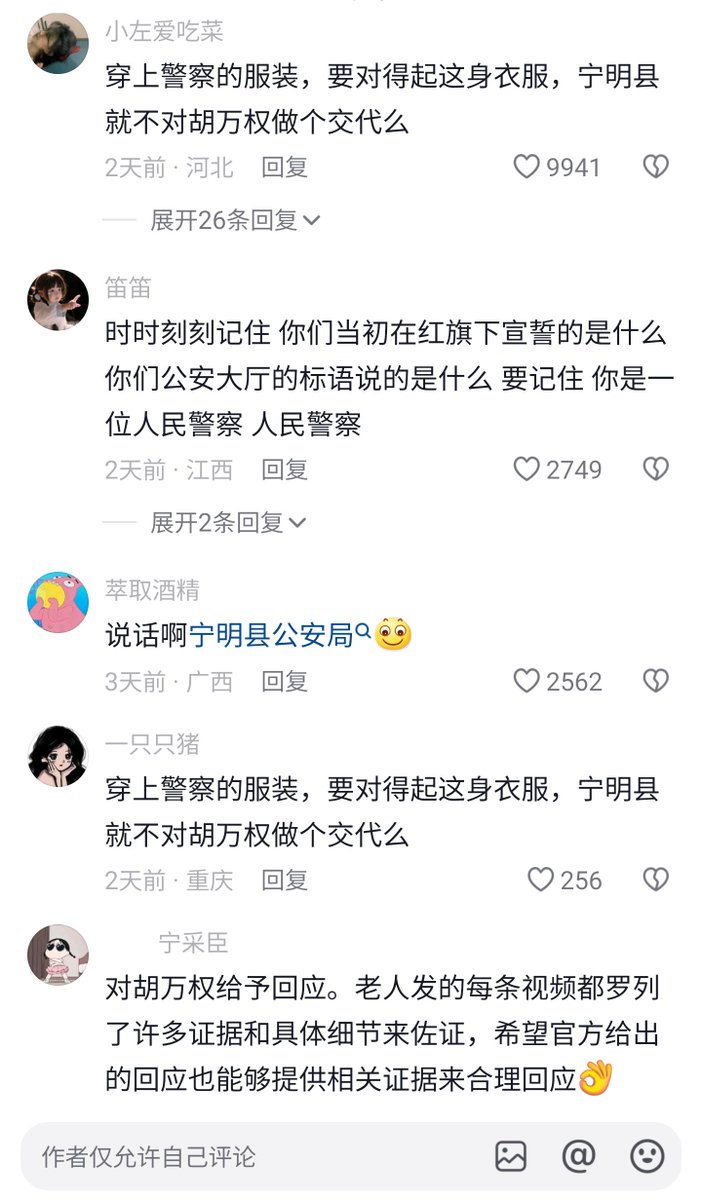 小左爱吃菜
穿上警察的服装，要对得起这身衣服，宁明县
就不对胡万权做个交代么
2天前 · 河北 回复 9941
展开26条回复
笛笛
时时刻刻记住 你们当初在红旗下宣誓的是什么
你们公安大厅的标语说的是什么 要记住 你是一
位人民警察 人民警察
2天前 · 江西 回复 2749
展开2条回复
萃取酒精
说话啊宁明县公安局
3天前 · 广西 回复 2562
一只只猪
穿上警察的服装，要对得起这身衣服，宁明县
就不对胡万权做个交代么
2天前 · 重庆 回复 256
宁采臣
对胡万权给予回应。老人发的每条视频都罗列
了许多证据和具体细节来佐证，希望官方给出
的回应也能够提供相关证据来合理回应👌
作者仅允许自己评论